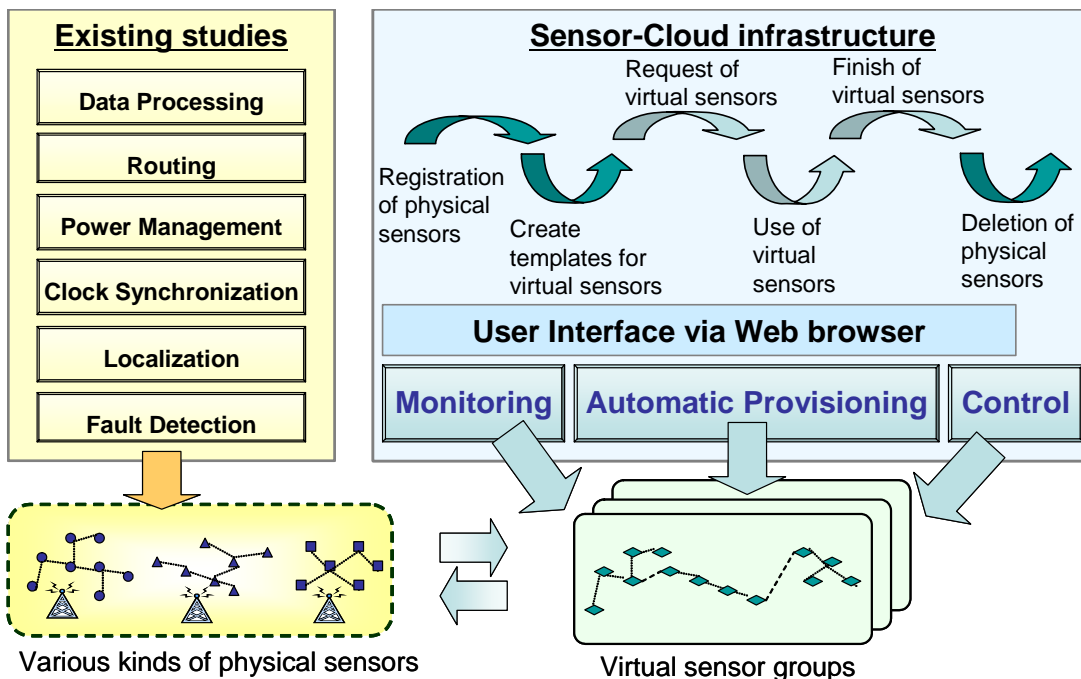 Existing studies
Data Processing
Routing
Power Management
Clock Synchronization
Localization
Fault Detection
Sensor-Cloud infrastructure
Registration
of physical
sensors
Create
templates for
virtual sensors
Request of
virtual sensors
Use of
virtual
sensors
Finish of
virtual sensors
Deletion of
physical
sensors
User Interface via Web browser
Monitoring
Automatic Provisioning
Control
Various kinds of physical sensors
Virtual sensor groups